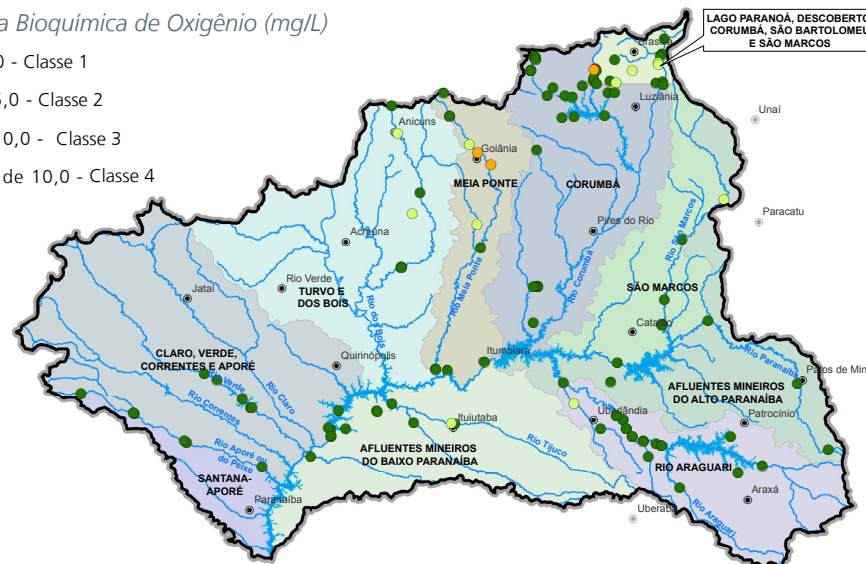 a Bioquímica de Oxigênio (mg/L)
0 - Classe 1
5,0 - Classe 2
10,0 - Classe 3
de 10,0 - Classe 4
LAGO PARANOÁ, DESCOBERTO
CORUMBÁ, SÃO BARTOLOMEU
E SÃO MARCOS
Brasília
Luziânia
Unaí
Anicuns
Goiânia
MEIA PONTE
CORUMBÁ
Paracatu
Pires do Rio
Acreúna
Rio São Marcos
Rio Verde
TURVO E
DOS BOIS
Rio Meia Ponte
Rio Corumbá
SÃO MARCOS
Jataí
Rio dos Bois
Catalão
Itumbiara
CLARO, VERDE,
CORRENTES E APORÉ
Quirinópolis
Rio Paranaíba
Patos de Min
Rio Verde
Rio Claro
AFLUENTES MINEIROS
DO ALTO PARANAÍBA
Rio Correntes
Ituiutaba
Uberlândia
Patrocínio
Rio Aporé ou
do Peixe
AFLUENTES MINEIROS
DO BAIXO PARANAÍBA
Rio Tijuco
RIO ARAGUARI
SANTANA-
APORÉ
Paranaíba
Araxá
Uberaba
Rio Araguari